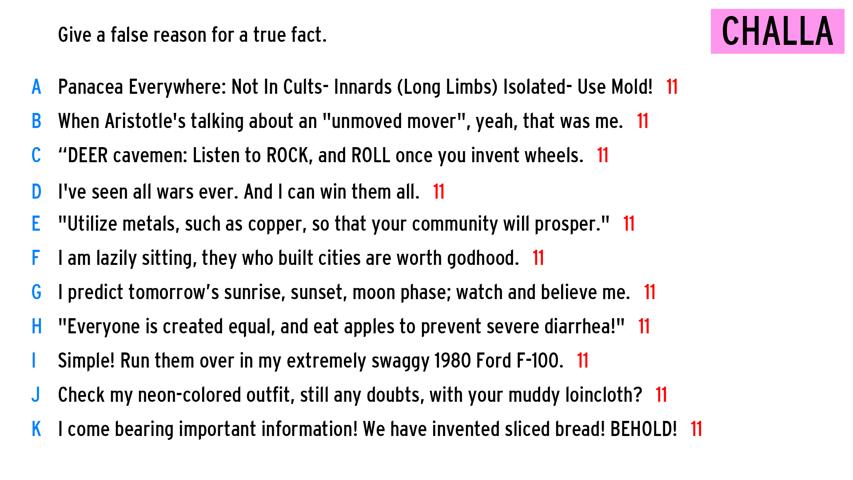 Give a false reason for a true fact.
CHALLA
A Panacea Everywhere: Not In Cults- Innards (Long Limbs) Isolated- Use Mold! 11
B When Aristotle's talking about an "unmoved mover", yeah, that was me. 11
C “DEER cavemen: Listen to ROCK, and ROLL once you invent wheels. 11
D I've seen all wars ever. And I can win them all. 11
E "Utilize metals, such as copper, so that your community will prosper." 11
F I am lazily sitting, they who built cities are worth godhood. 11
G I predict tomorrow’s sunrise, sunset, moon phase; watch and believe me. 11
H "Everyone is created equal, and eat apples to prevent severe diarrhea!" 11
I Simple! Run them over in my extremely swaggy 1980 Ford F-100. 11
J Check my neon-colored outfit, still any doubts, with your muddy loincloth? 11
K I come bearing important information! We have invented sliced bread! BEHOLD! 11